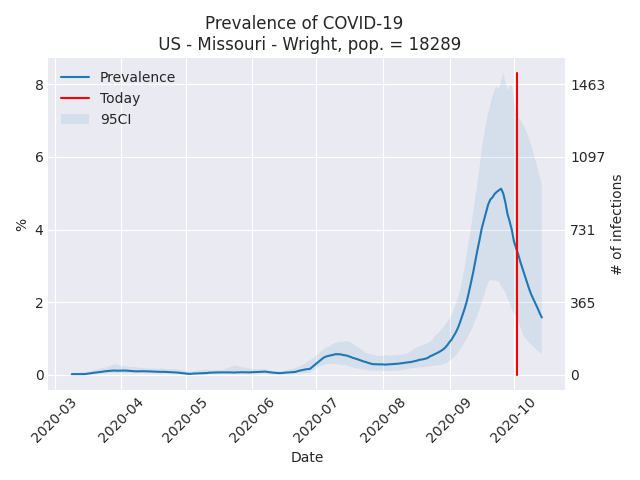 Prevalence of COVID-19
US - Missouri - Wright, pop. = 18289
Prevalence
Today
95CI
8
6
4
2
0
%
1463
1097
731
365
0
# of infections
2020-03
2020-04
2020-05
2020-06
2020-07
2020-08
2020-09
2020-10
Date